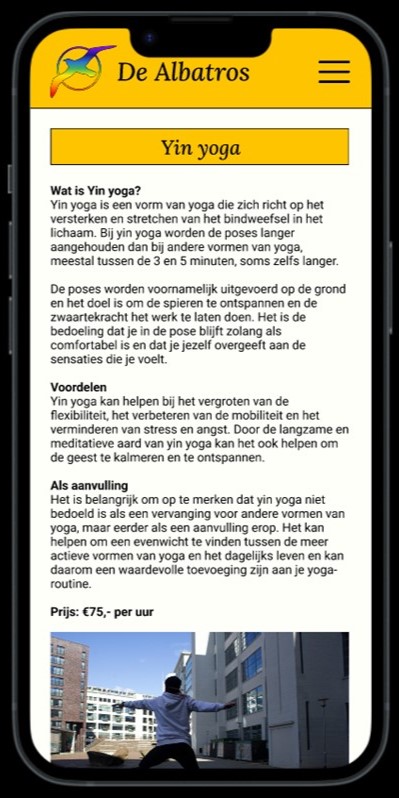 De Albatros
Yin yoga
Wat is Yin yoga?
Yin yoga is een vorm van yoga die zich richt op het
versterken en stretchen van het bindweefsel in het
lichaam. Bij yin yoga worden de poses langer
aangehouden dan bij andere vormen van yoga,
meestal tussen de 3 en 5 minuten, soms zelfs langer.
De poses worden voornamelijk uitgevoerd op de grond
en het doel is om de spieren te ontspannen en de
zwaartekracht het werk te laten doen. Het is de
bedoeling dat je in de pose blijft zolang als
comfortabel is en dat je jezelf overgeeft aan de
sensaties die je voelt.
Voordelen
Yin yoga kan helpen bij het vergroten van de
flexibiliteit, het verbeteren van de mobiliteit en het
verminderen van stress en angst. Door de langzame en
meditatieve aard van yin yoga kan het ook helpen om
de geest te kalmeren en te ontspannen.
Als aanvulling
Het is belangrijk om op te merken dat yin yoga niet
bedoeld is als een vervanging voor andere vormen van
yoga, maar eerder als een aanvulling erop. Het kan
helpen om een evenwicht te vinden tussen de meer
actieve vormen van yoga en het dagelijks leven en kan
daarom een waardevolle toevoeging zijn aan je yoga-
routine.
Prijs: €75,- per uur